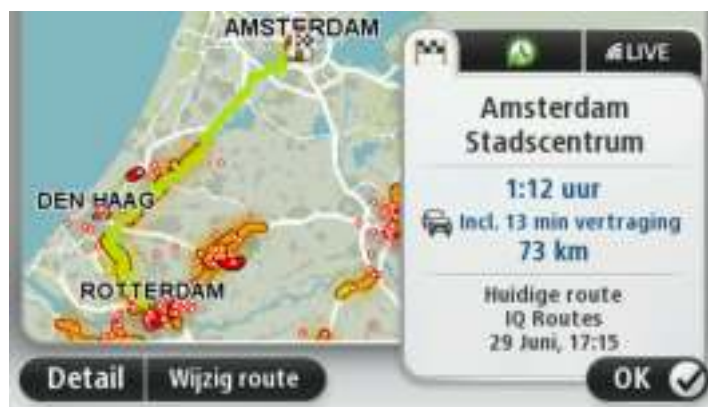 AMSTERDAM
DEN HAAG
ROTTERDAM
LIVE
Amsterdam
Stadscentrum
1:12 uur
Incl. 13 min vertraging
73 km
Huidige route
IQ Routes
29 Juni, 17:15
Detail
Wijzig route
OK